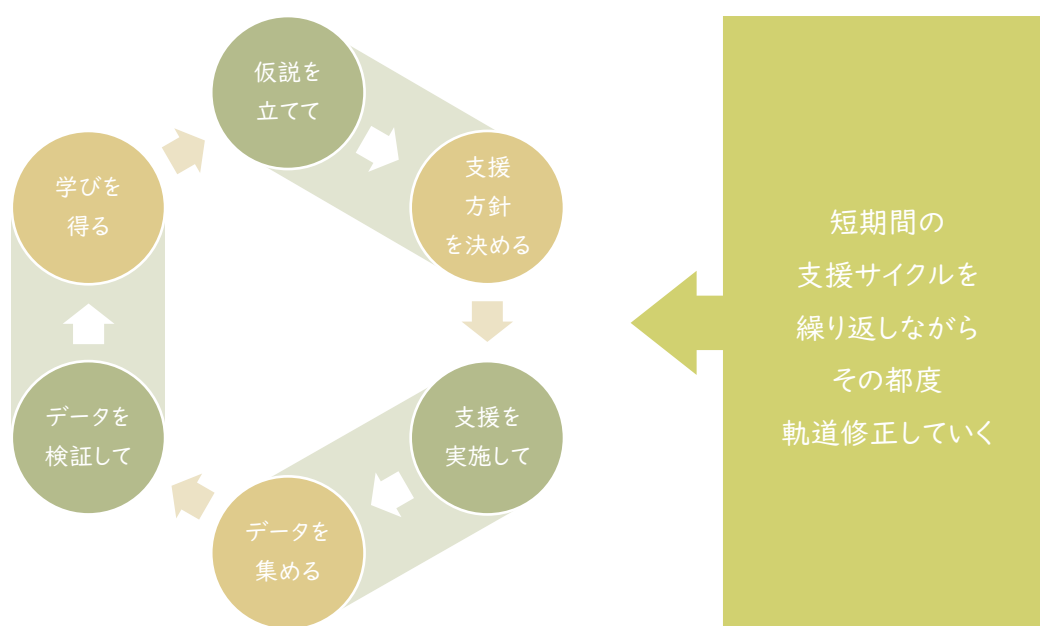 仮説を
立てて
支援
方針
を決める
支援を
実施して
データを
集める
データを
検証して
学びを
得る
短期間の
支援サイクルを
繰り返しながら
その都度
軌道修正していく